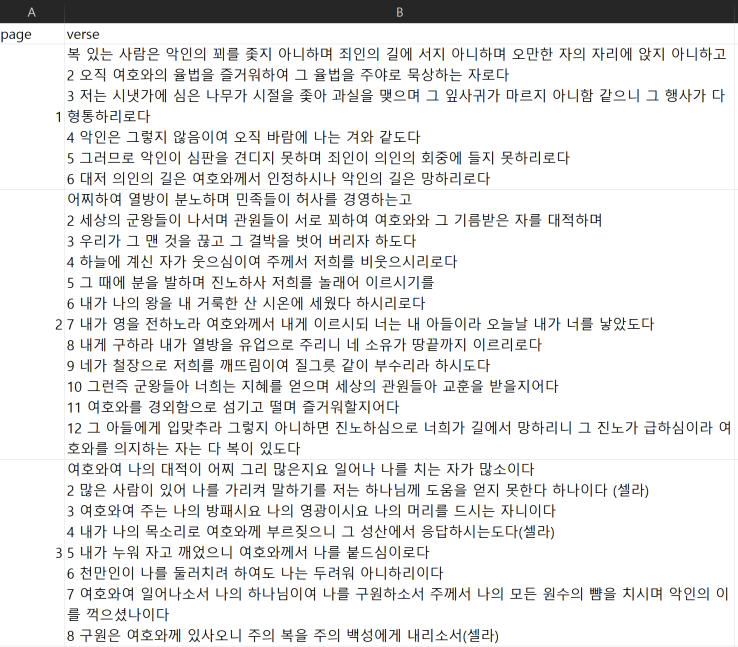 A B
page verse
복 있는 사람은 악인의 꾀를 좇지 아니하며 죄인의 길에 서지 아니하며 오만한 자의 자리에 앉지 아니하고
2 오직 여호와의 율법을 즐거워하여 그 율법을 주야로 묵상하는 자로다
3 저는 시냇가에 심은 나무가 시절을 좇아 과실을 맺으며 그 잎사귀가 마르지 아니함 같으니 그 행사가 다
1 형통하리로다
4 악인은 그렇지 않음이여 오직 바람에 나는 겨와 같도다
5 그러므로 악인이 심판을 견디지 못하며 죄인이 의인의 회중에 들지 못하리로다
6 대저 의인의 길은 여호와께서 인정하시나 악인의 길은 망하리로다
어찌하여 열방이 분노하며 민족들이 허사를 경영하는고
2 세상의 군왕들이 나서며 관원들이 서로 꾀하여 여호와와 그 기름받은 자를 대적하며
3 우리가 그 맨 것을 끊고 그 결박을 벗어 버리자 하도다
4 하늘에 계신 자가 웃으심이여 주께서 저희를 비웃으시리로다
5 그 때에 분을 발하며 진노하사 저희를 놀래어 이르시기를
6 내가 나의 왕을 내 거룩한 산 시온에 세웠다 하시리로다
2 7 내가 영을 전하노라 여호와께서 내게 이르시되 너는 내 아들이라 오늘날 내가 너를 낳았도다
8 내게 구하라 내가 열방을 유업으로 주리니 네 소유가 땅끝까지 이르리로다
9 네가 철장으로 저희를 깨뜨림이여 질그릇 같이 부수리라 하시도다
10 그런즉 군왕들아 너희는 지혜를 얻으며 세상의 관원들아 교훈을 받을지어다
11 여호와를 경외함으로 섬기고 떨며 즐거워할지어다
12 그 아들에게 입맞추라 그렇지 아니하면 진노하심으로 너희가 길에서 망하리니 그 진노가 급하심이라 여
호와를 의지하는 자는 다 복이 있도다
여호와여 나의 대적이 어찌 그리 많은지요 일어나 나를 치는 자가 많소이다
2 많은 사람이 있어 나를 가리켜 말하기를 저는 하나님께 도움을 얻지 못한다 하나이다 (셀라)
3 여호와여 주는 나의 방패시요 나의 영광이시요 나의 머리를 드시는 자니이다
4 내가 나의 목소리로 여호와께 부르짖으니 그 성산에서 응답하시는도다(셀라)
3 5 내가 누워 자고 깨었으니 여호와께서 나를 붙드심이로다
6 천만인이 나를 둘러치려 하여도 나는 두려워 아니하리이다
7 여호와여 일어나소서 나의 하나님이여 나를 구원하소서 주께서 나의 모든 원수의 뺨을 치시며 악인의 이
를 꺽으셨나이다
8 구원은 여호와께 있사오니 주의 복을 주의 백성에게 내리소서(셀라)